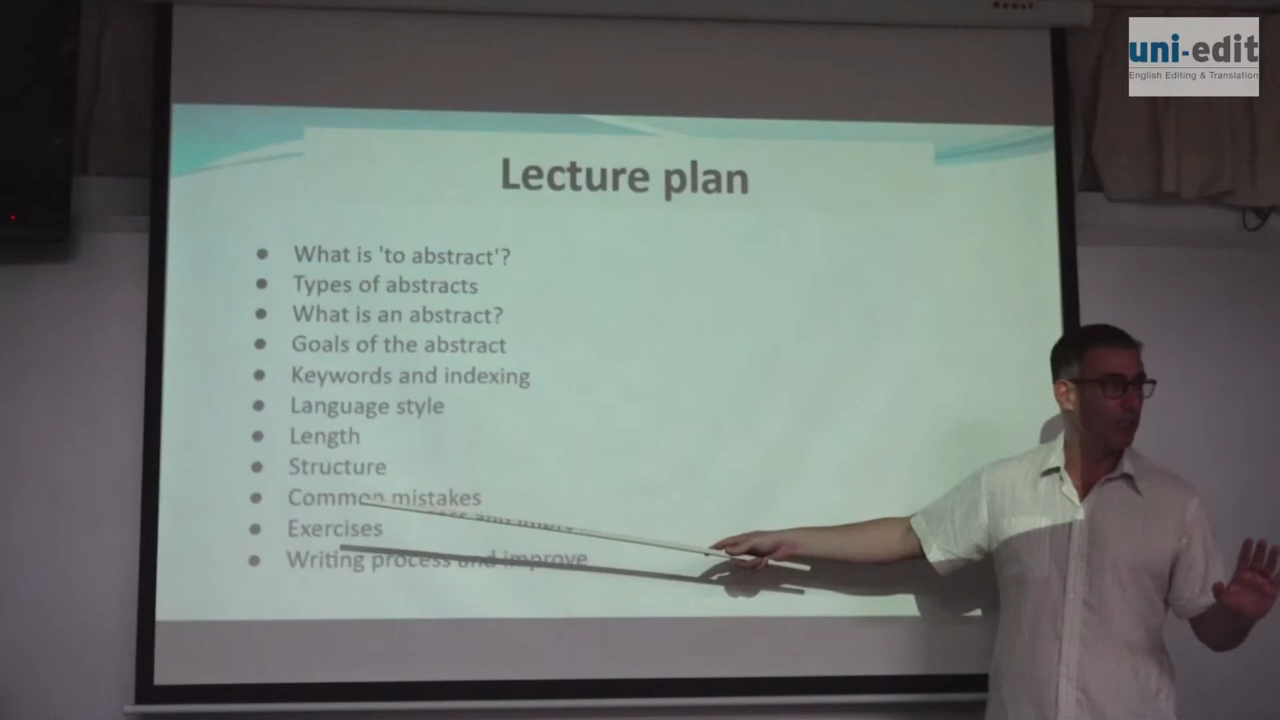 uni-edit
English Editing & Translation
Lecture plan
● What is 'to abstract'?
● Types of abstracts
● What is an abstract?
● Goals of the abstract
● Keywords and indexing
● Language style
● Length
● Structure
● Common mistakes
● Exercises
● Writing process and improve